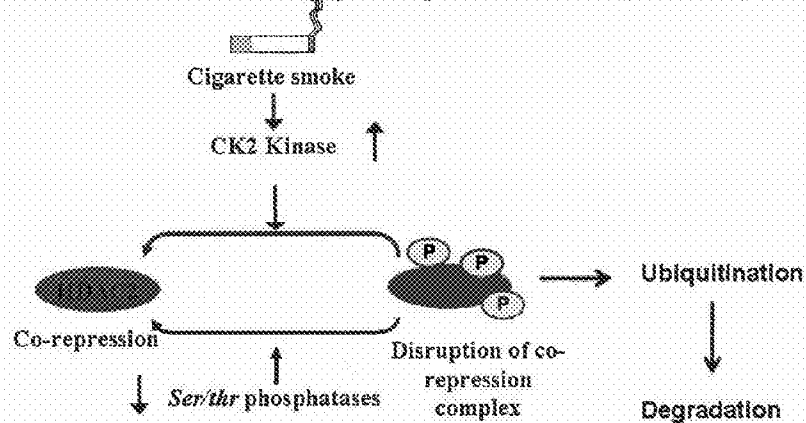 Cigarette smoke
CK2 Kinase
P
P
P
Ubiquitination
Co-repression
Disruption of co-
repression
complex
Ser/thr phosphatases
Degradation